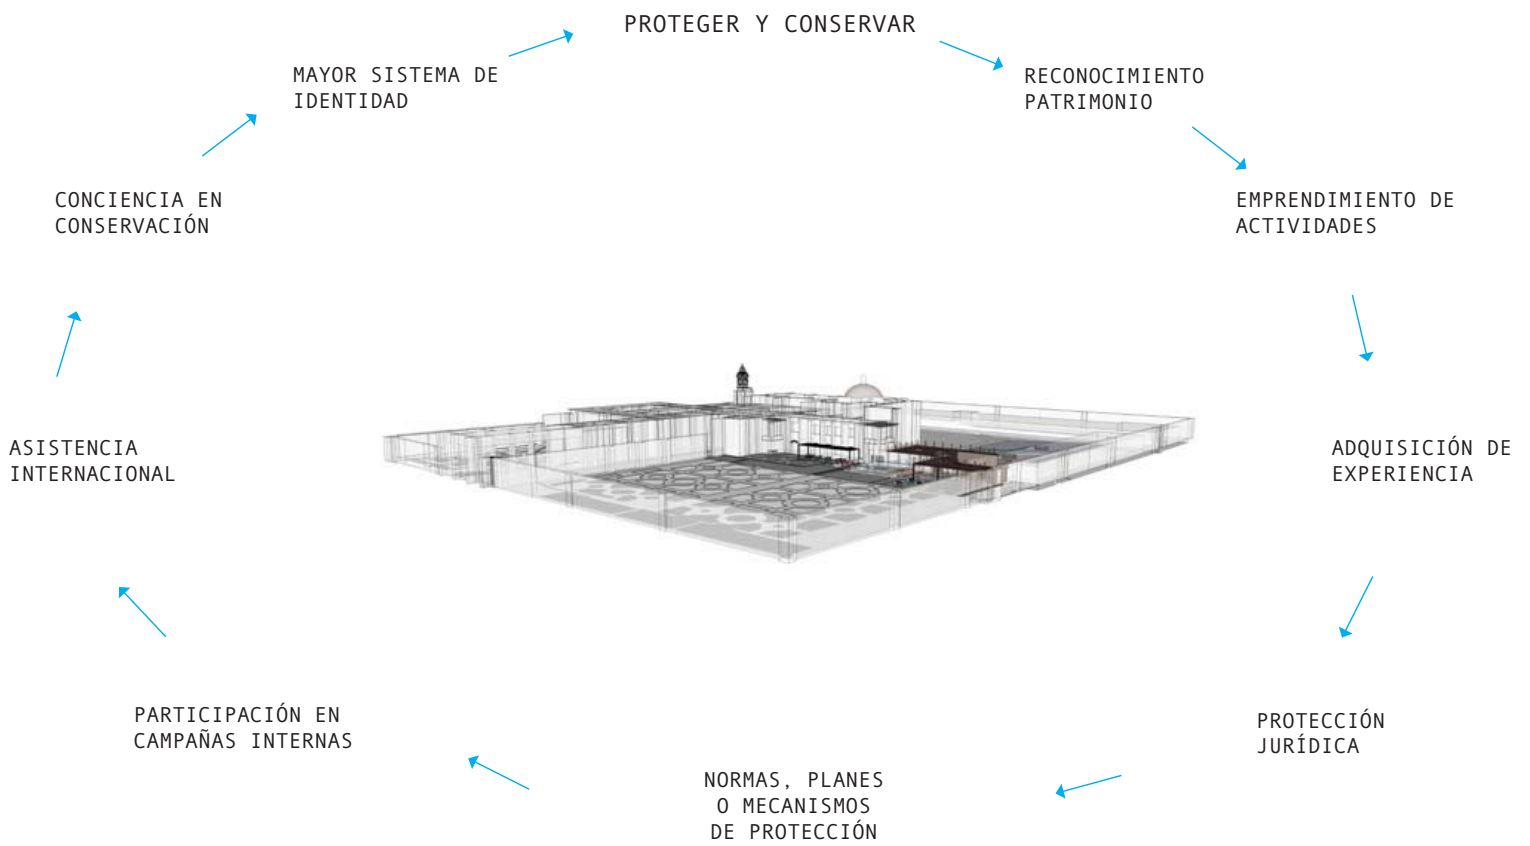 PROTEGER Y CONSERVAR
RECONOCIMIENTO
PATRIMONIO
EMPRENDIMIENTO DE
ACTIVIDADES
ADQUISICIÓN DE
EXPERIENCIA
PROTECCIÓN
JURÍDICA
NORMAS, PLANES
O MECANISMOS
DE PROTECCIÓN
PARTICIPACIÓN EN
CAMPAÑAS INTERNAS
ASISTENCIA
INTERNACIONAL
CONCIENCIA EN
CONSERVACIÓN
MAYOR SISTEMA DE
IDENTIDAD